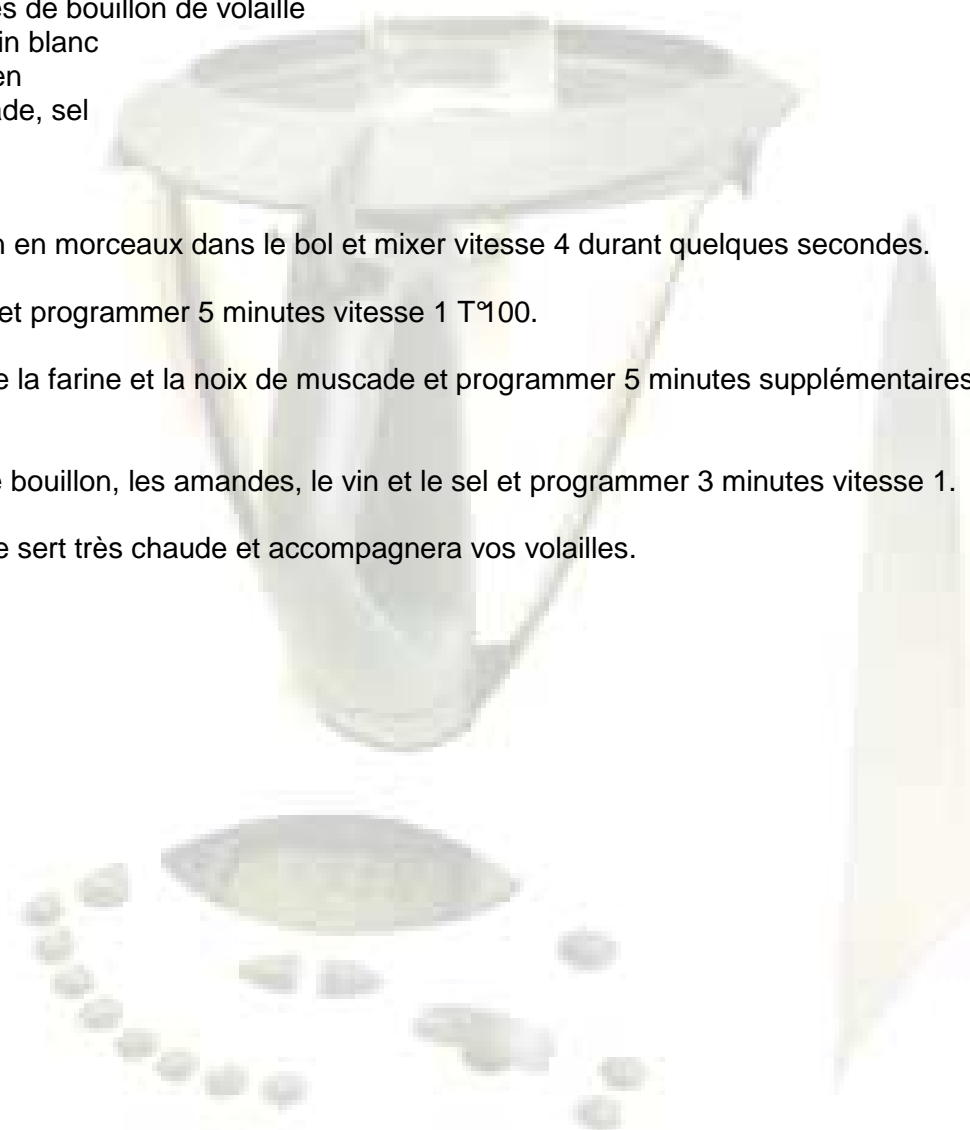 es de bouillon de volaille
in blanc
en
ade, sel
n en morceaux dans le bol et mixer vitesse 4 durant quelques secondes.
et programmer 5 minutes vitesse 1 T°100.
e la farine et la noix de muscade et programmer 5 minutes supplémentaires
e bouillon, les amandes, le vin et le sel et programmer 3 minutes vitesse 1.
e sert très chaude et accompagnera vos volailles.